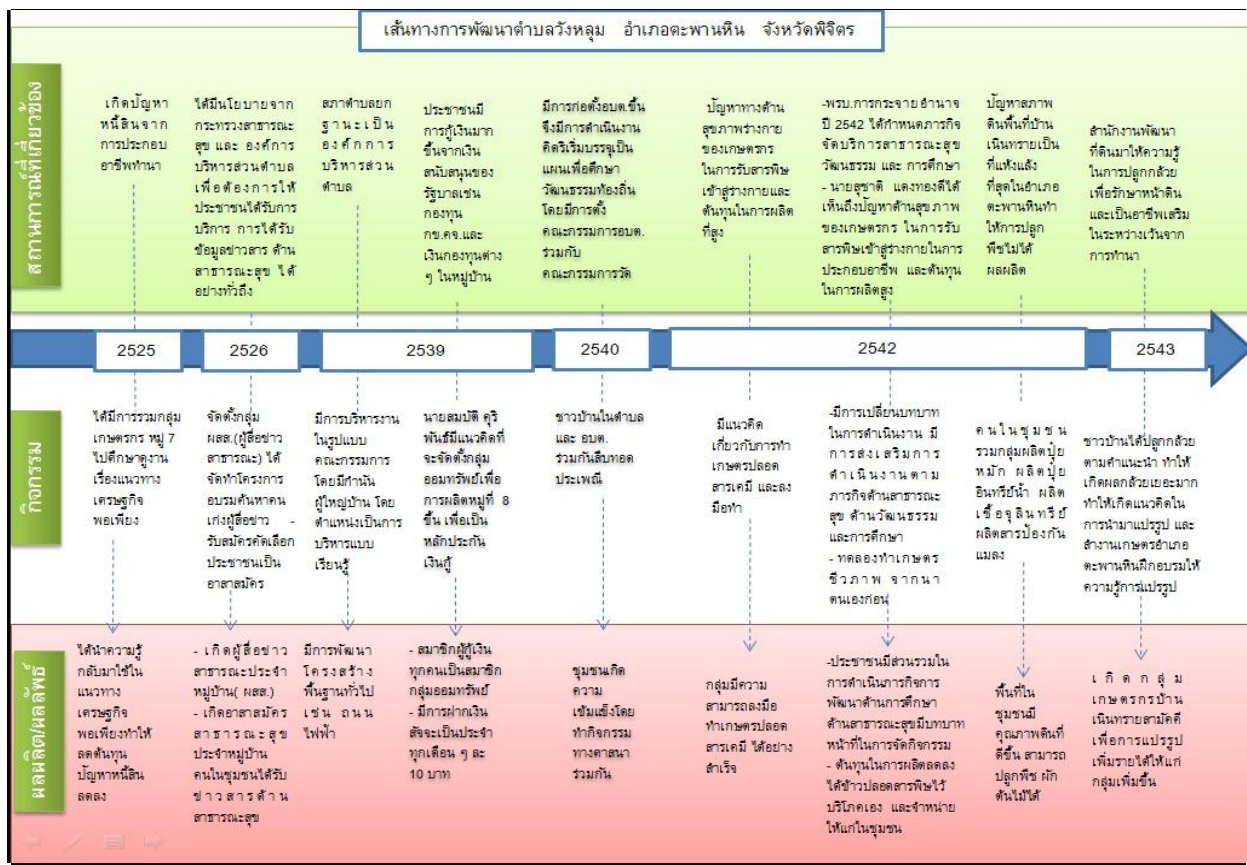 เส้นทางการพัฒนาตำบลวังหลุม อำเภอตะพานหิน จังหวัดพิจิตร
สถานการณ์ที่เกี่ยวข้อง
เกิดปัญหา
หนี้สินจาก
การประกอบ
อาชีพทำนา
ได้มีนโยบายจาก
กระทรวงสาธารณะ
สุข และ องค์การ
บริหารส่วนตำบล
เพื่อต้องการให้
ประชาชนได้รับการ
บริการ การได้รับ
ข้อมูลข่าวสาร ด้าน
สาธารณะสุข ได้
อย่างทั่วถึง
สภาตำบลยก
ฐานะเป็น
องค์กการ
บริหารส่วน
ตำบล
ประชาชนมี
การกู้เงินมาก
ขึ้นจากเงิน
สนับสนุนของ
รัฐบาลเช่น
กองทุน
กข.คจ.และ
เงินกองทุนต่าง
ๆ ในหมู่บ้าน
มีการก่อตั้งอบต.ขึ้น
จึงมีการดำเนินงาน
คิดริเริ่มบรรจุเป็น
แผนเพื่อศึกษา
วัฒนธรรมท้องถิ่น
โดยมีการตั้ง
คณะกรรมการอบต.
ร่วมกับ
คณะกรรมการวัด
ปัญหาทางด้าน
สุขภาพร่างกาย
ของเกษตรกร
ในการรับสารพิษ
เข้าสู่ร่างกายและ
ต้นทุนในการผลิต
ที่สูง
-พรบ.การกระจายอำนาจ
ปี 2542 ได้กำหนดภารกิจ
จัดบริการสาธารณะสุข
วัฒนธรรม และ การศึกษา
- นายสุชาติ แดงทองดีได้
เห็นถึงปัญหาด้านสุขภาพ
ของเกษตรกร ในการรับ
สารพิษเข้าสู่ร่างกายในการ
ประกอบอาชีพ และต้นทุน
ในการผลิตสูง
ปัญหาสภาพ
ดินพื้นที่บ้าน
เนินทรายเป็น
ที่แห้งแล้ง
ที่สุดในอำเภอ
ตะพานหินทำ
ให้การปลูก
พืชไม่ได้
ผลผลิต
สำนักงานพัฒนา
ที่ดินมาให้ความรู้
ในการปลูกกล้วย
เพื่อรักษาหน้าดิน
และเป็นอาชีพเสริม
ในระหว่างเว้นจาก
การทำนา
2525
2526
2539
2540
2542
2543
กิจกรรม
ได้มีการรวมกลุ่ม
เกษตรกร หมู่ 7
ไปศึกษาดูงาน
เรื่องแนวทาง
เศรษฐกิจ
พอเพียง
จัดตั้งกลุ่ม
ผสส.(ผู้สื่อข่าว
สาธารณะ) ได้
จัดทำโครงการ
อบรมค้นหาคน
เก่งผู้สื่อข่าว -
รับสมัครคัดเลือก
ประชาชนเป็น
อาสาสมัคร
มีการบริหารงาน
ในรูปแบบ
คณะกรรมการ
โดยมีกำนัน
ผู้ใหญ่บ้าน โดย
ตำแหน่งเป็นการ
บริหารแบบ
เรียนรู้
นายสมบัติ คุริ
พันธ์มีแนวคิดที่
จะจัดตั้งกลุ่ม
ออมทรัพย์เพื่อ
การผลิตหมู่ที่ 8
ขึ้น เพื่อเป็น
หลักประกัน
เงินกู้
ชาวบ้านในตำบล
และ อบต.
ร่วมกันสืบทอด
ประเพณี
มีแนวคิด
เกี่ยวกับการทำ
เกษตรปลอด
สารเคมี และลง
มือทำ
-มีการเปลี่ยนบทบาท
ในการดำเนินงาน มี
การส่งเสริมการ
ดำเนินงานตาม
ภารกิจด้านสาธารณะ
สุข ด้านวัฒนธรรม
และการศึกษา
- ทดลองทำเกษตร
ชีวภาพ จากนา
ตนเองก่อน
คนในชุมชน
รวมกลุ่มผลิตปุ๋ย
หมัก ผลิตปุ๋ย
อินทรีย์น้ำ ผลิต
เชื้อจุลินทรีย์
ผลิตสารป้องกัน
แมลง
ชาวบ้านได้ปลูกกล้วย
ตามคำแนะนำ ทำให้
เกิดผลกล้วยเยอะมาก
ทำให้เกิดแนวคิดใน
การนำมาแปรรูป และ
สำงานเกษตรอำเภอ
ตะพานหินฝึกอบรมให้
ความรู้การแปรรูป
ผลผลิต/ผลลัพธ์
ได้นำความรู้
กลับมาใช้ใน
แนวทาง
เศรษฐกิจ
พอเพียงทำให้
ลดต้นทุน
ปัญหาหนี้สิน
ลดลง
- เกิดผู้สื่อข่าว
สาธารณะประจำ
หมู่บ้าน( ผสส.)
- เกิดอาสาสมัคร
สาธารณะสุข
ประจำหมู่บ้าน
คนในชุมชนได้รับ
ข่าวสารด้าน
สาธารณะสุข
มีการพัฒนา
โครงสร้าง
พื้นฐานทั่วไป
เช่น ถนน
ไฟฟ้า
- สมาชิกผู้กู้เงิน
ทุกคนเป็นสมาชิก
กลุ่มออมทรัพย์
- มีการฝากเงิน
สัจจะเป็นประจำ
ทุกเดือน ๆ ละ
10 บาท
ชุมชนเกิด
ความ
เข้มแข็งโดย
ทำกิจกรรม
ทางศาสนา
ร่วมกัน
กลุ่มมีความ
สามารถลงมือ
ทำเกษตรปลอด
สารเคมี ได้อย่าง
สำเร็จ
-ประชาชนมีส่วนรวมใน
การดำเนินภารกิจการ
พัฒนาด้านการศึกษา
ด้านสาธารณะสุขมีบทบาท
หน้าที่ในการจัดกิจกรรม
- ต้นทุนในการผลิตลดลง
ได้ข้าวปลอดสารพิษไว้
บริโภคเอง และจำหน่าย
ให้แก่ในชุมชน
พื้นที่ใน
ชุมชนมี
คุณภาพดินที่
ดีขึ้น สามารถ
ปลูกพืช ผัก
ต้นไม้ได้
เกิดกลุ่ม
เกษตรกรบ้าน
เนินทรายสามัคคี
เพื่อการแปรรูป
เพิ่มรายได้ให้แก่
กลุ่มเพิ่มขึ้น